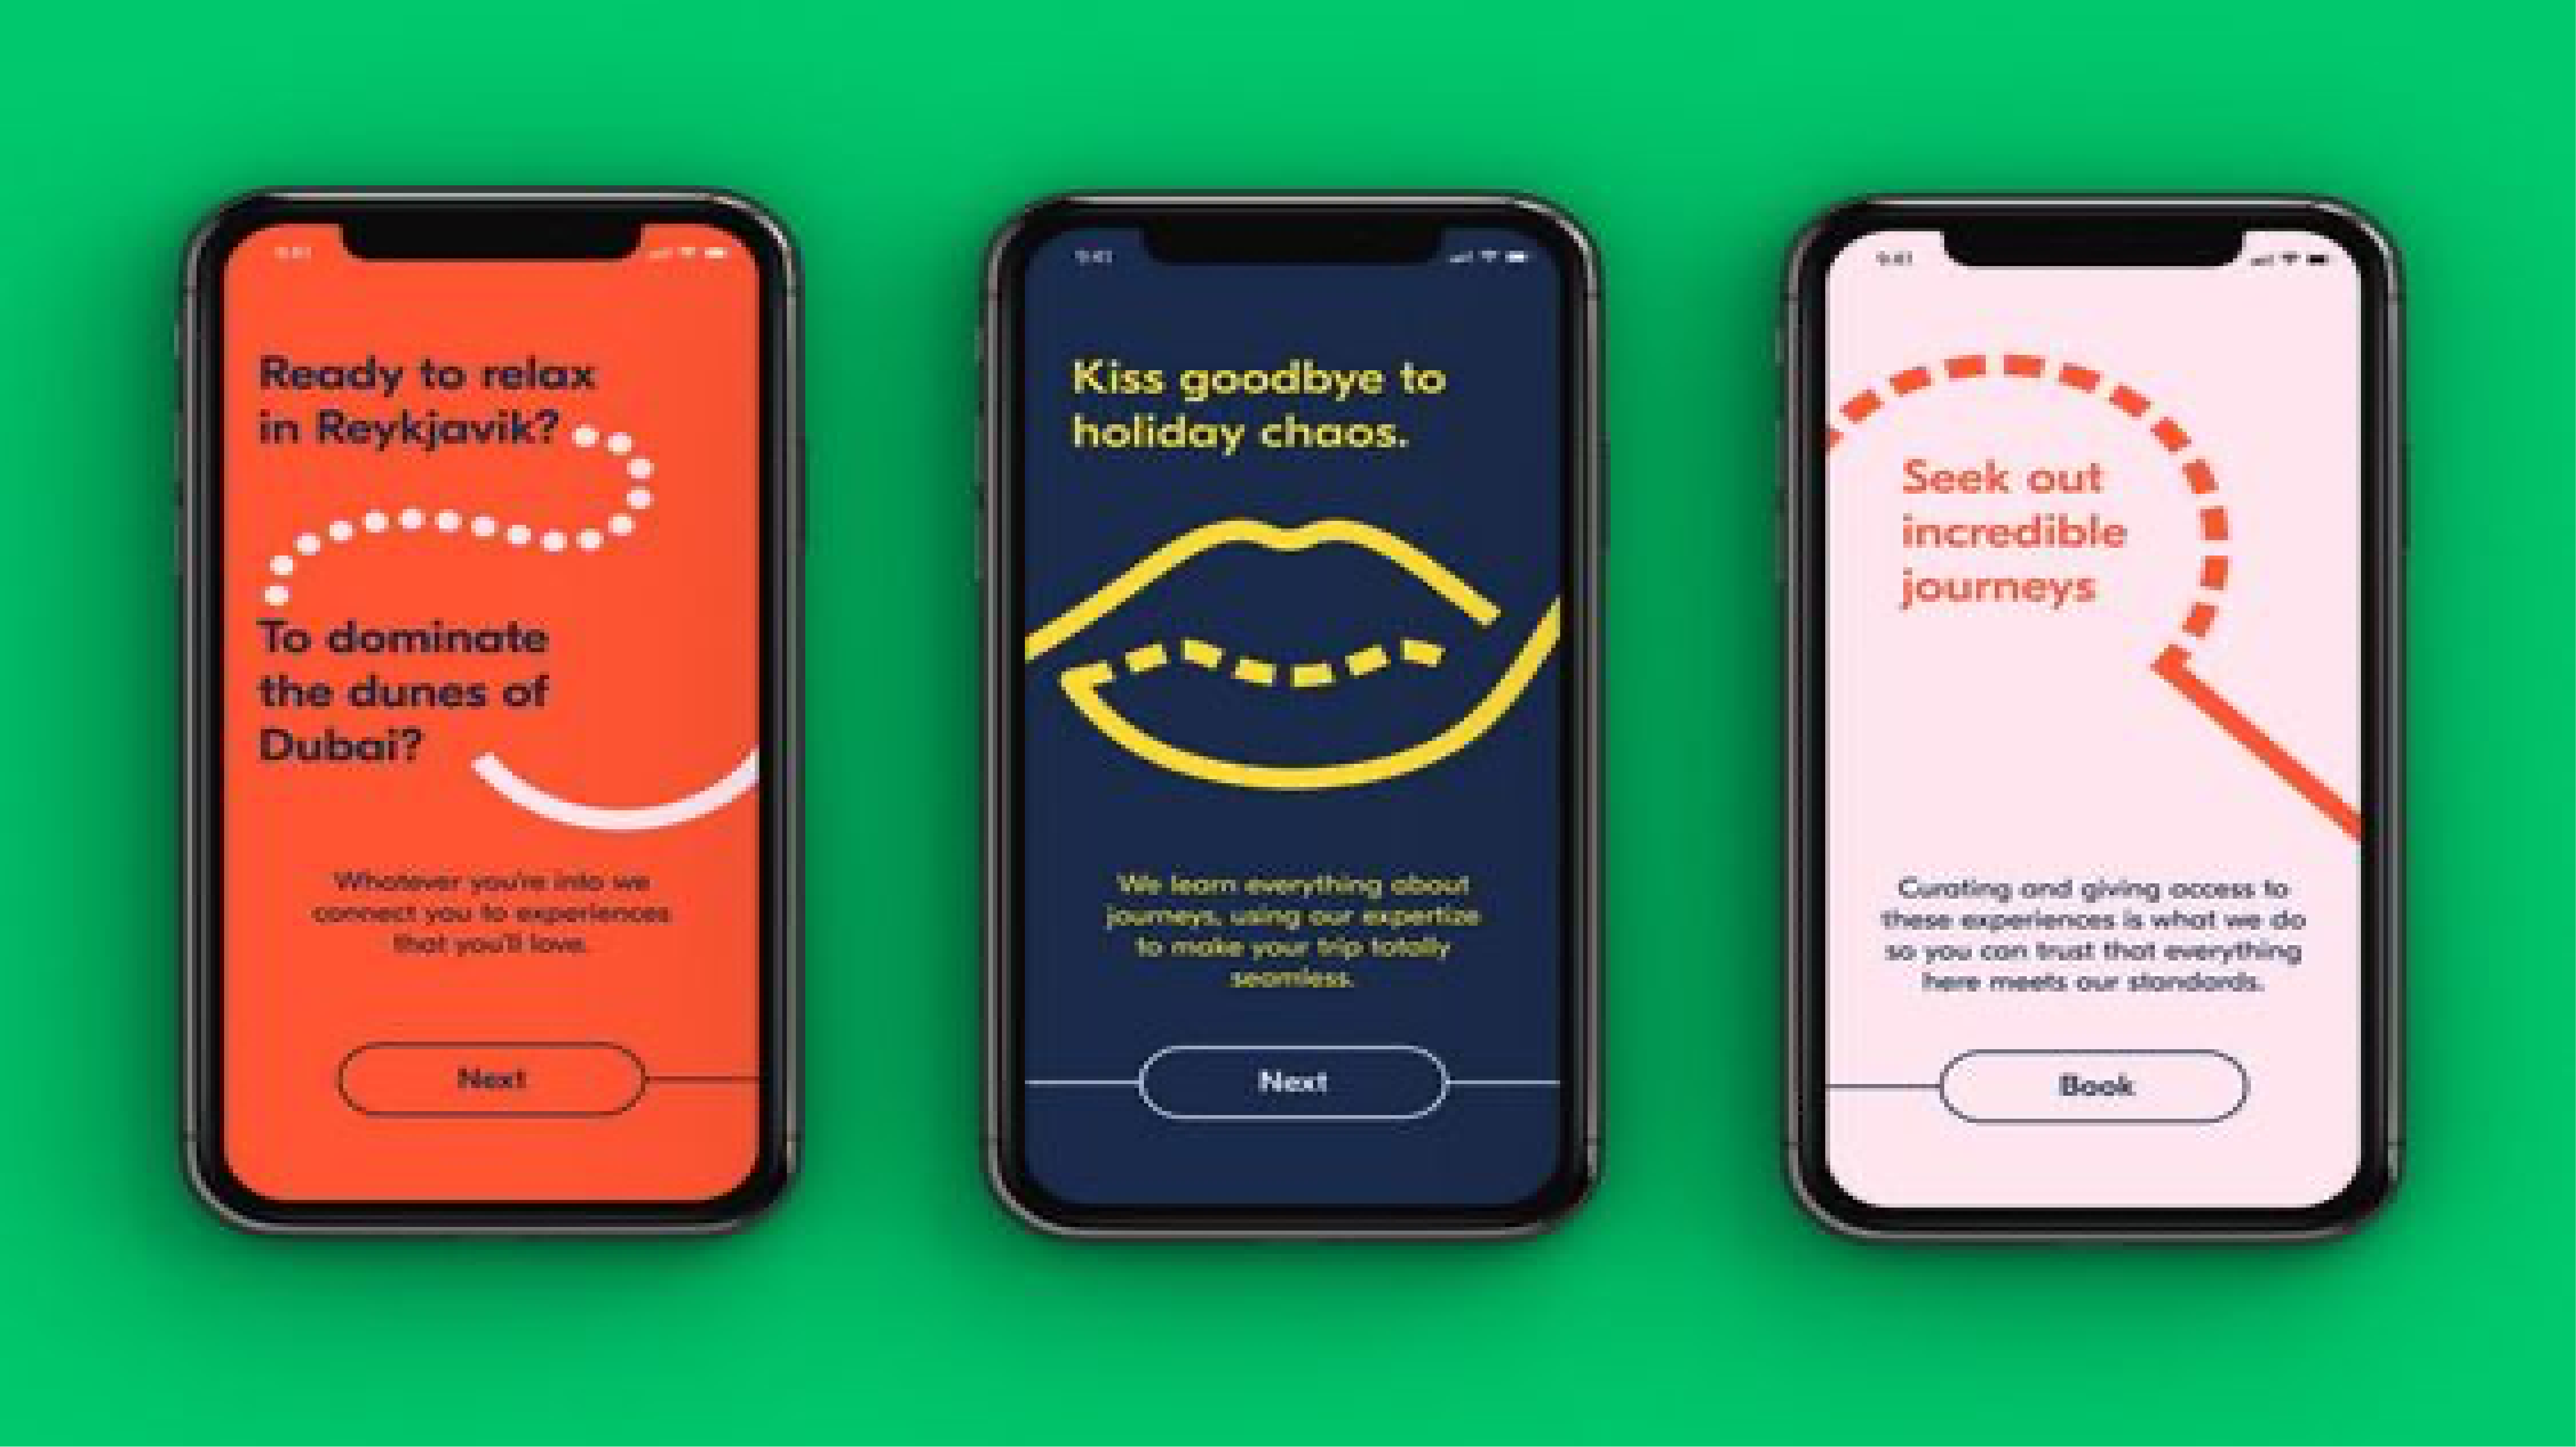 9:41
Ready to relax
in Reykjavik?
To dominate
the dunes of
Dubai?
Whatever you're into we
connect you to experiences
that you'll love.
Next
9:41
Kiss goodbye to
holiday chaos.
We learn everything about
journeys, using our expertize
to make your trip totally
seamless.
Next
9:41
Seek out
incredible
journeys
Curating and giving access to
these experiences is what we do
so you can trust that everything
here meets our standards.
Book